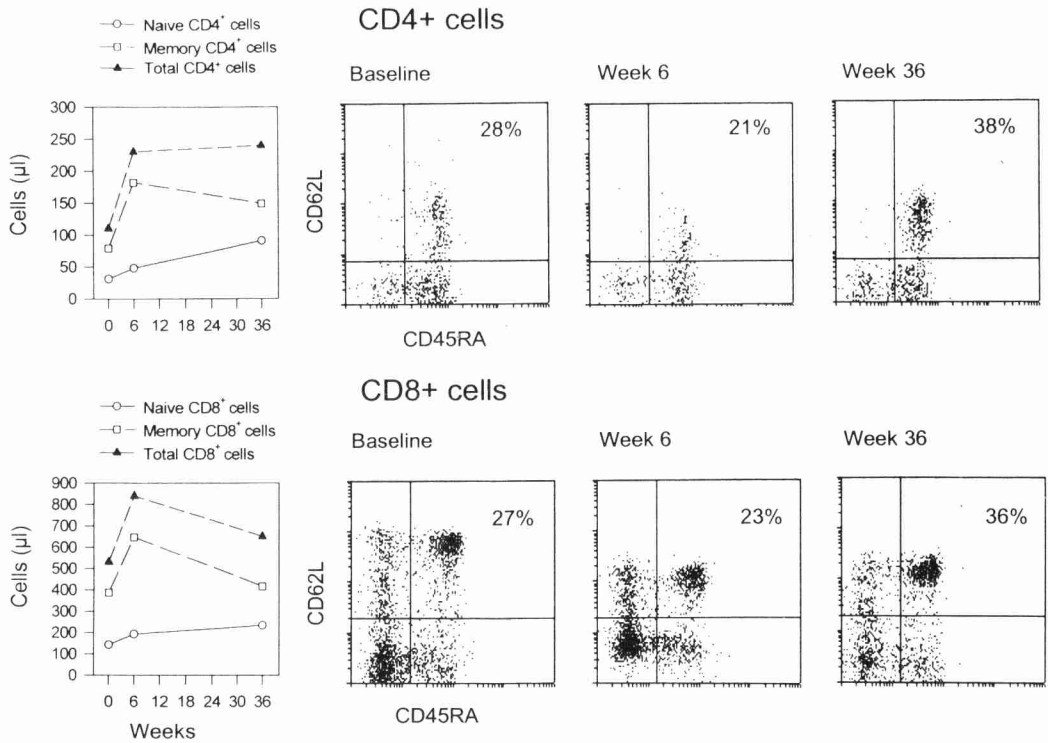 CD4+ cells
Naive CD4+ cells
Memory CD4+ cells
Total CD4+ cells
Baseline
Week 6
Week 36
300
250
200
150
100
50
0
Cells (µl)
0 6 12 18 24 30 36
CD62L
28%
21%
38%
CD45RA
CD8+ cells
Naive CD8+ cells
Memory CD8+ cells
Total CD8+ cells
Baseline
Week 6
Week 36
900
800
700
600
500
400
300
200
100
0
Cells (µl)
0 6 12 18 24 30 36
Weeks
CD62L
27%
23%
36%
CD45RA